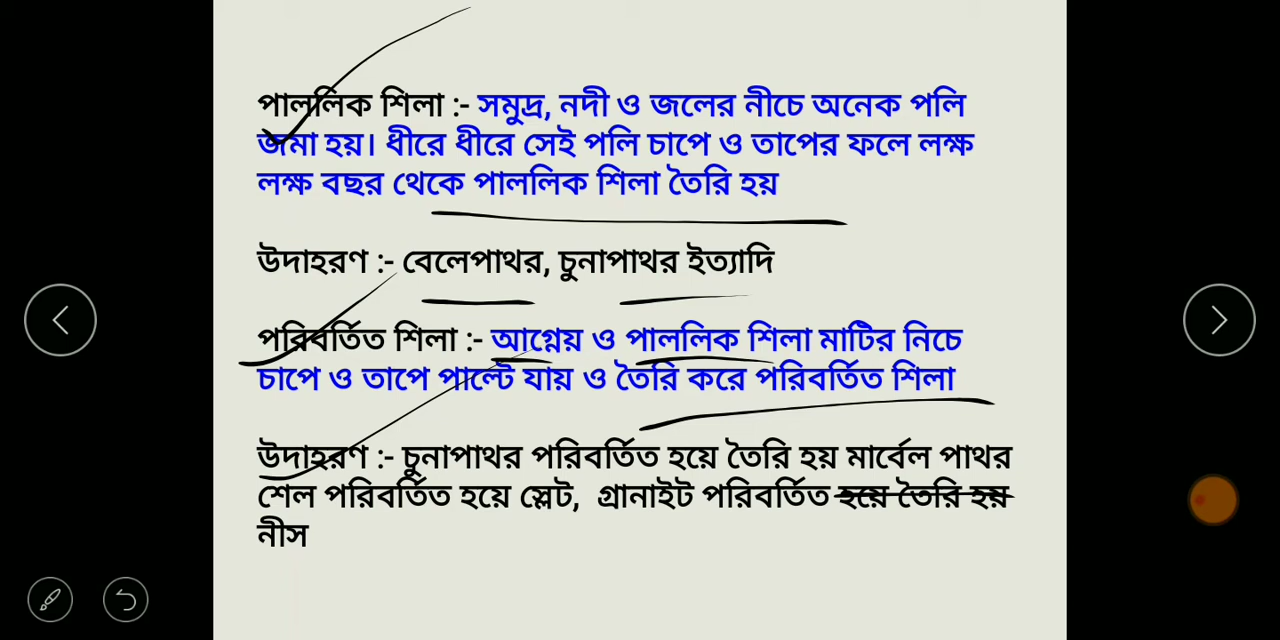 পাললিক শিলা :- সমুদ্র, নদী ও জলের নীচে অনেক পলি
জমা হয়। ধীরে ধীরে সেই পলি চাপে ও তাপের ফলে লক্ষ
লক্ষ বছর থেকে পাললিক শিলা তৈরি হয়
উদাহরণ :- বেলেপাথর, চুনাপাথর ইত্যাদি
পরিবর্তিত শিলা :- আগ্নেয় ও পাললিক শিলা মাটির নিচে
চাপে ও তাপে পাল্টে যায় ও তৈরি করে পরিবর্তিত শিলা
উদাহরণ :- চুনাপাথর পরিবর্তিত হয়ে তৈরি হয় মার্বেল পাথর
শেল পরিবর্তিত হয়ে স্লেট, গ্রানাইট পরিবর্তিত হয়ে তৈরি হয়
নীস